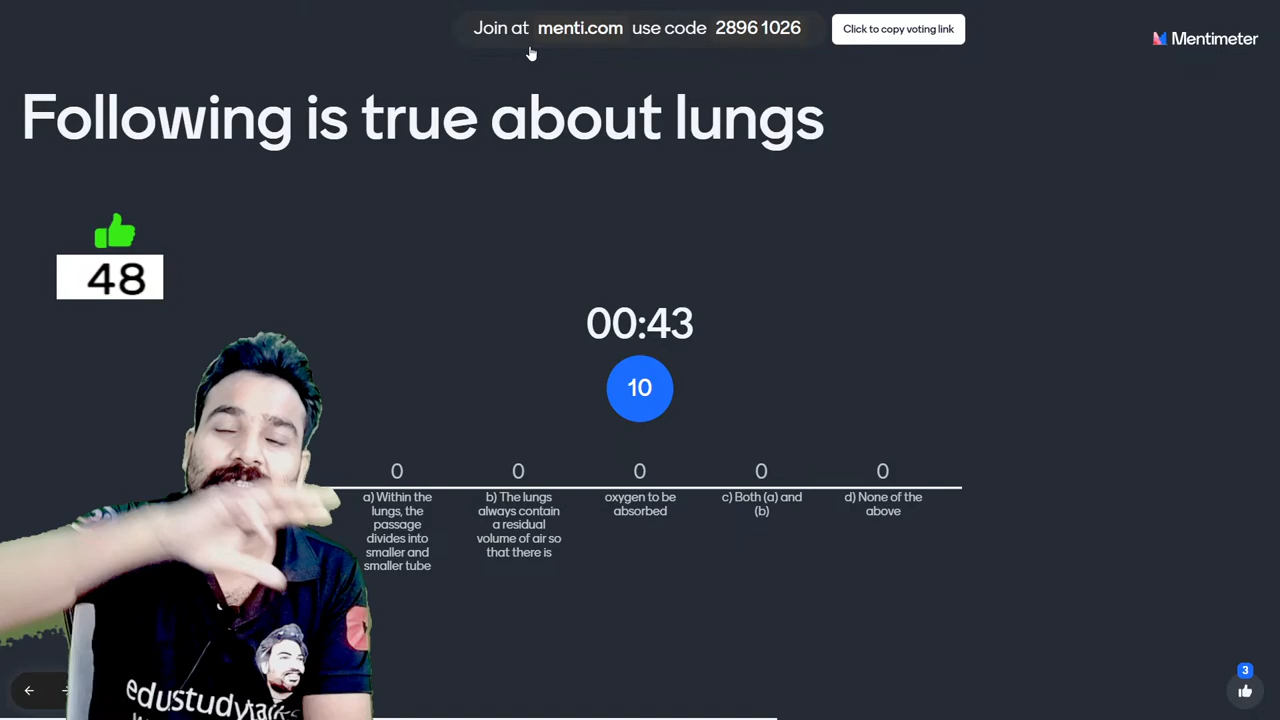 Join at menti.com use code 2896 1026
Click to copy voting link
Mentimeter
Following is true about lungs
48
00:43
10
0
0
0
0
0
a) Within the
lungs, the
passage
divides into
smaller and
smaller tube
b) The lungs
always contain
a residual
volume of air so
that there is
oxygen to be
absorbed
c) Both (a) and
(b)
d) None of the
above
3